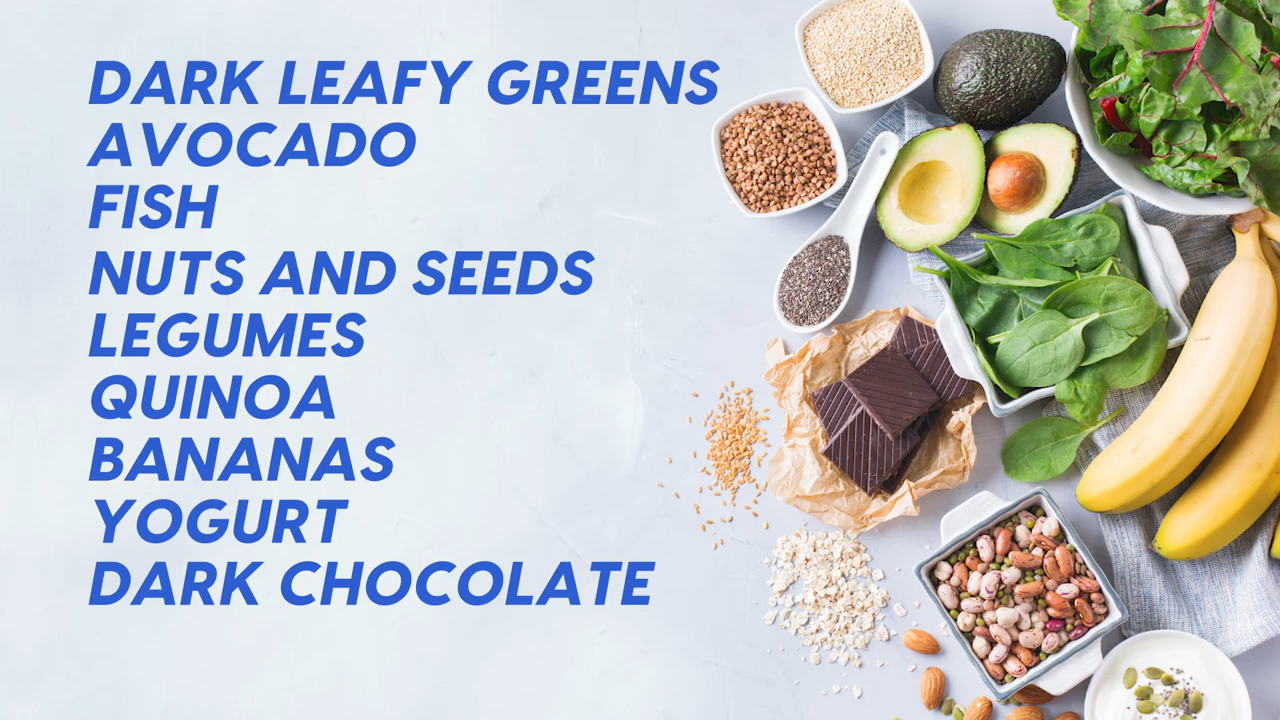 DARK LEAFY GREENS
AVOCADO
FISH
NUTS AND SEEDS
LEGUMES
QUINOA
BANANAS
YOGURT
DARK CHOCOLATE